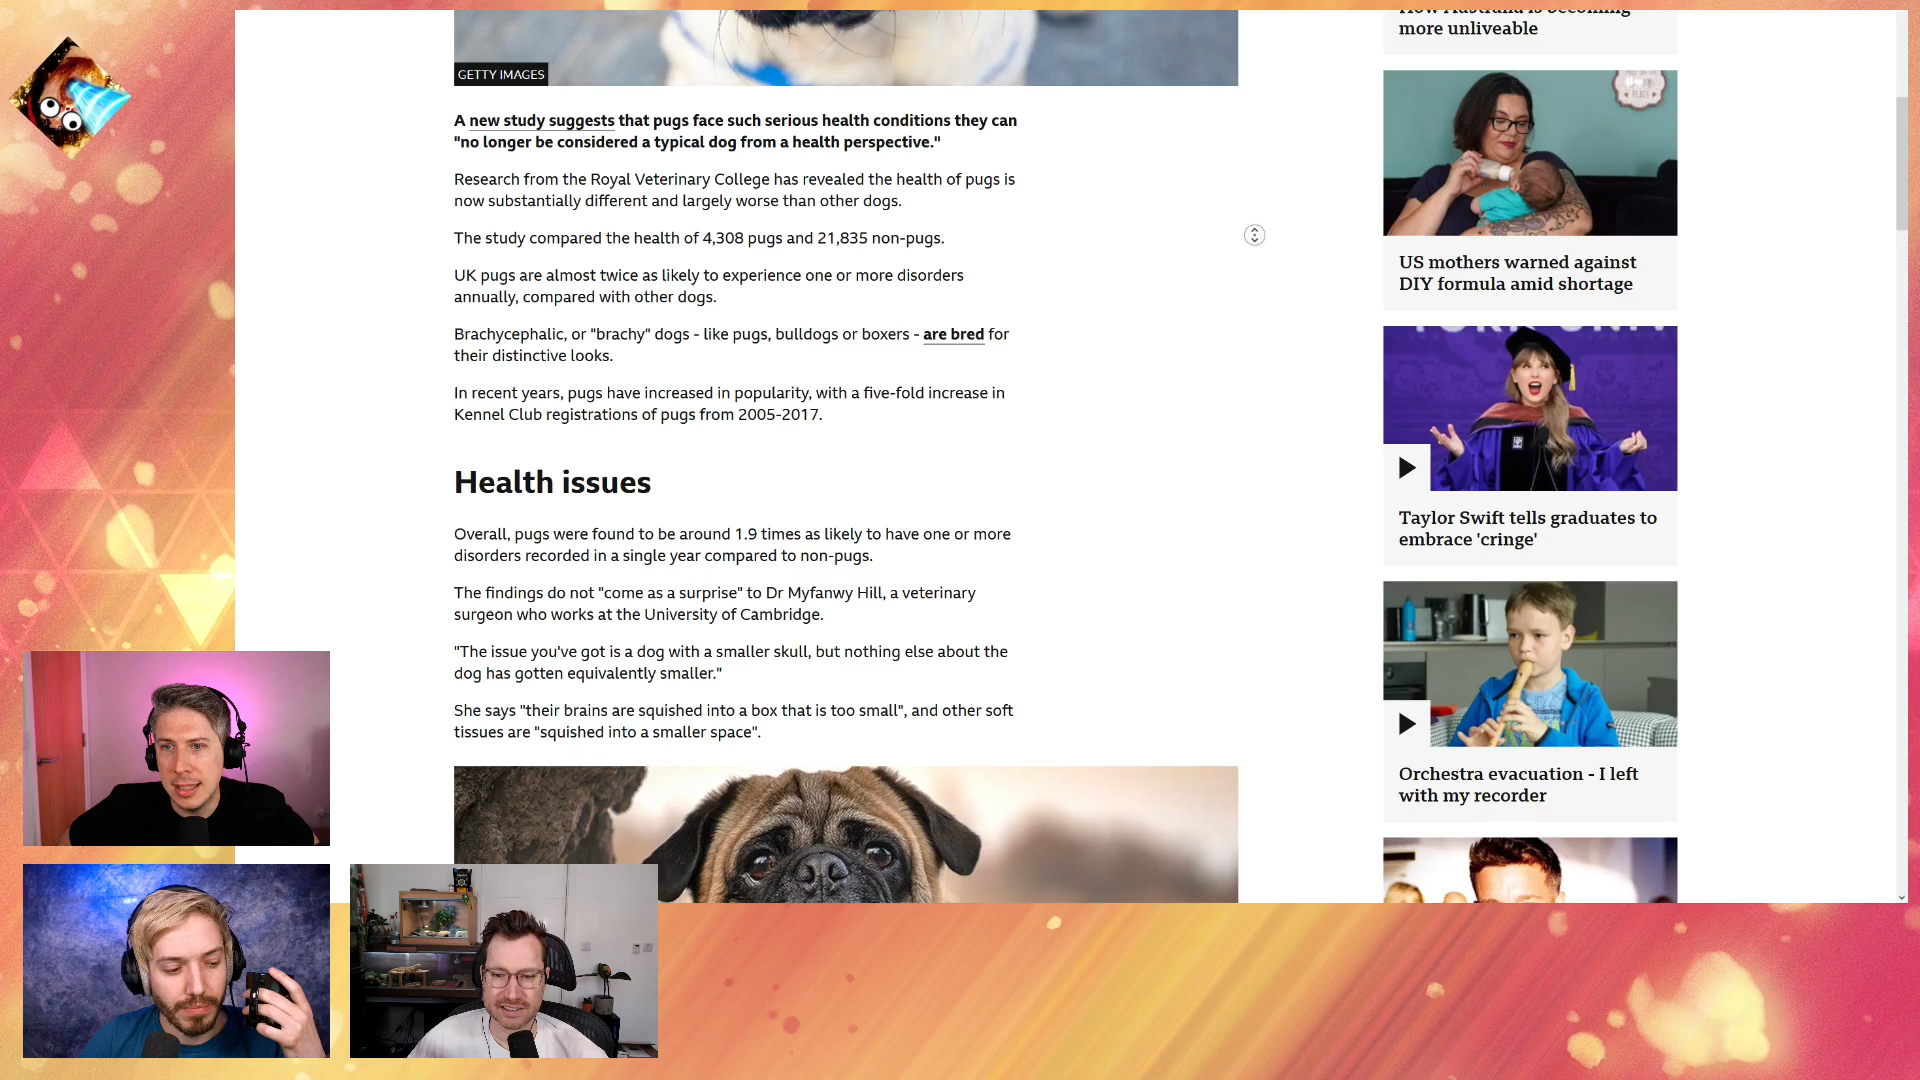 GETTY IMAGES
A new study suggests that pugs face such serious health conditions they can
"no longer be considered a typical dog from a health perspective."
Research from the Royal Veterinary College has revealed the health of pugs is
now substantially different and largely worse than other dogs.
The study compared the health of 4,308 pugs and 21,835 non-pugs.
UK pugs are almost twice as likely to experience one or more disorders
annually, compared with other dogs.
Brachycephalic, or "brachy" dogs - like pugs, bulldogs or boxers - are bred for
their distinctive looks.
In recent years, pugs have increased in popularity, with a five-fold increase in
Kennel Club registrations of pugs from 2005-2017.
Health issues
Overall, pugs were found to be around 1.9 times as likely to have one or more
disorders recorded in a single year compared to non-pugs.
The findings do not "come as a surprise" to Dr Myfanwy Hill, a veterinary
surgeon who works at the University of Cambridge.
"The issue you've got is a dog with a smaller skull, but nothing else about the
dog has gotten equivalently smaller."
She says "their brains are squished into a box that is too small", and other soft
tissues are "squished into a smaller space".
How Australia is becoming
more unliveable
US mothers warned against
DIY formula amid shortage
Taylor Swift tells graduates to
embrace 'cringe'
Orchestra evacuation - I left
with my recorder